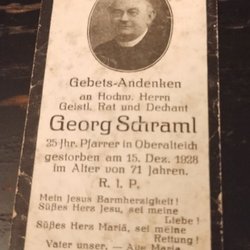 Gebets-Andenken
an Hochw. Herrn
Geistl. Rat und Dechant
Georg Schraml
25 Jhr. Pfarrer in Oberalteich
gestorben am 15. Dez. 1928
im Alter von 71 Jahren.
R. I. P.
Mein Jesus Barmherzigkeit!
Süßes Herz Jesu, sei meine
Liebe!
Süßes Herz Mariä, sei meine
Rettung!
Vater unser. — Ave Maria